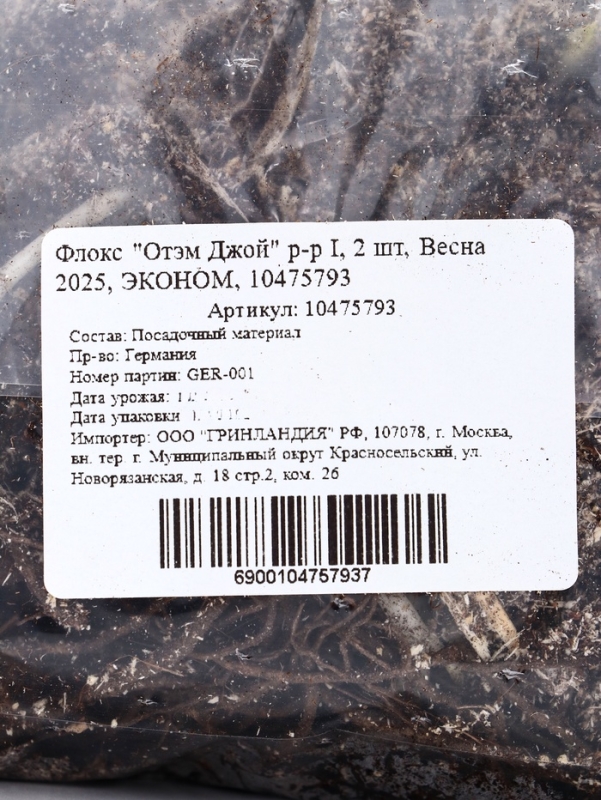 Флокс "Отэм Джой" р-р I, 2 шт, Весна
2025, ЭКОНОМ, 10475793
Артикул: 10475793
Состав: Посадочный материал
Пр-во: Германия
Номер партии: GER-001
Дата урожая:
Дата упаковки
Импортер: ООО "ГРИНЛАНДИЯ" РФ, 107078, г. Москва,
вн. тер. г. Муниципальный округ Красносельский, ул.
Новорязанская, д. 18 стр.2, ком. 26
6900104757937